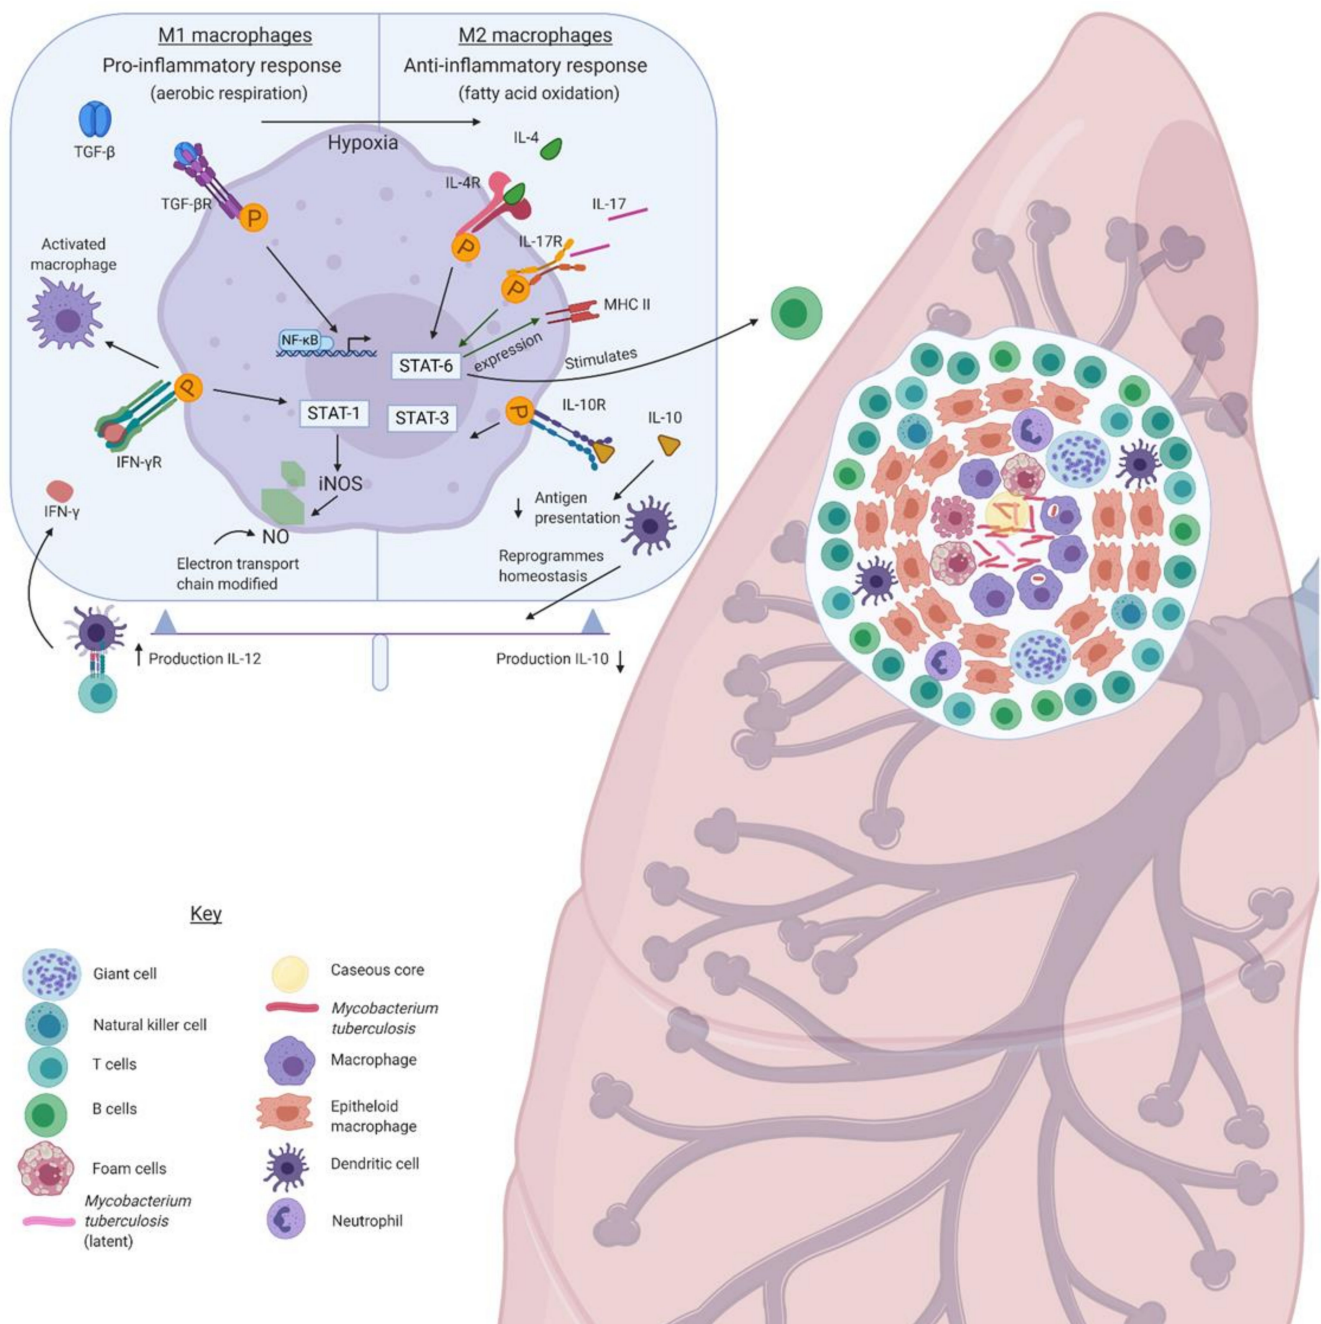 M1 macrophages
Pro-inflammatory response
(aerobic respiration)
M2 macrophages
Anti-inflammatory response
(fatty acid oxidation)
Hypoxia
TGF-β
TGF-βR
P
IL-4
IL-4R
P
IL-17
IL-17R
P
MHC II
Activated
macrophage
NF-κB
STAT-6
expression
Stimulates
P
STAT-1
STAT-3
P
IL-10R
IL-10
IFN-γR
IFN-γ
iNOS
NO
Electron transport
chain modified
Antigen
presentation
Reprogrammes
homeostasis
Production IL-12
Production IL-10
Key
Giant cell
Natural killer cell
T cells
B cells
Foam cells
Mycobacterium
tuberculosis
(latent)
Caseous core
Mycobacterium
tuberculosis
Macrophage
Epitheloid
macrophage
Dendritic cell
Neutrophil